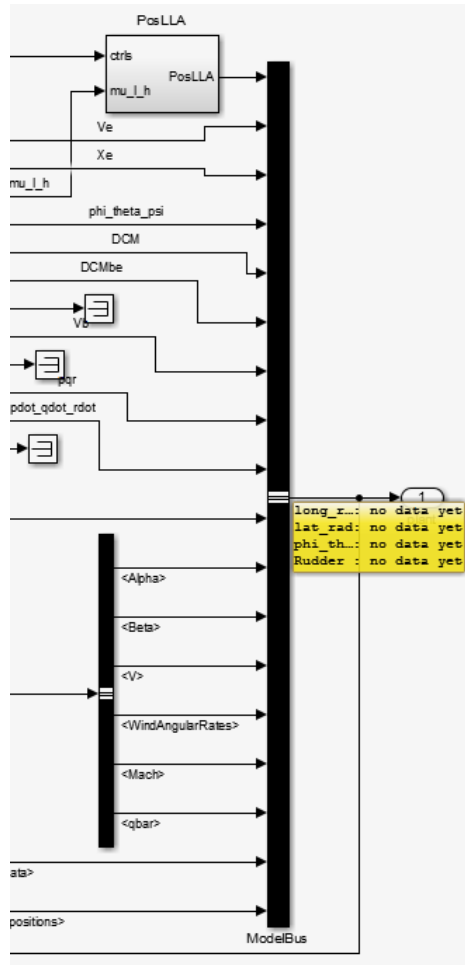 PosLLA
ctrls
PosLLA
mu_l_h
Ve
Xe
mu_l_h
phi_theta_psi
DCM
DCMbe
Vb
pqr
pdot_qdot_rdot
1
long_r…: no data yet
lat_rad: no data yet
phi_th…: no data yet
Rudder : no data yet
<Alpha>
<Beta>
<V>
<WindAngularRates>
<Mach>
<qbar>
ata>
positions>
ModelBus